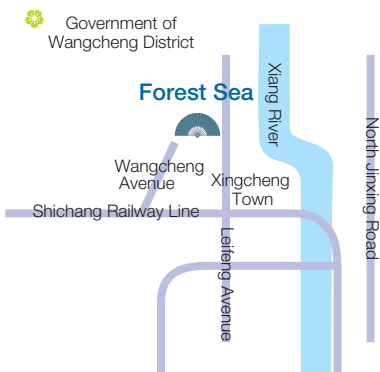 Government of
Wangcheng District
Forest Sea
Xiang River
Wangcheng
Avenue
Xingcheng
Town
North Jinxing Road
Shichang Railway Line
Leifeng Avenue